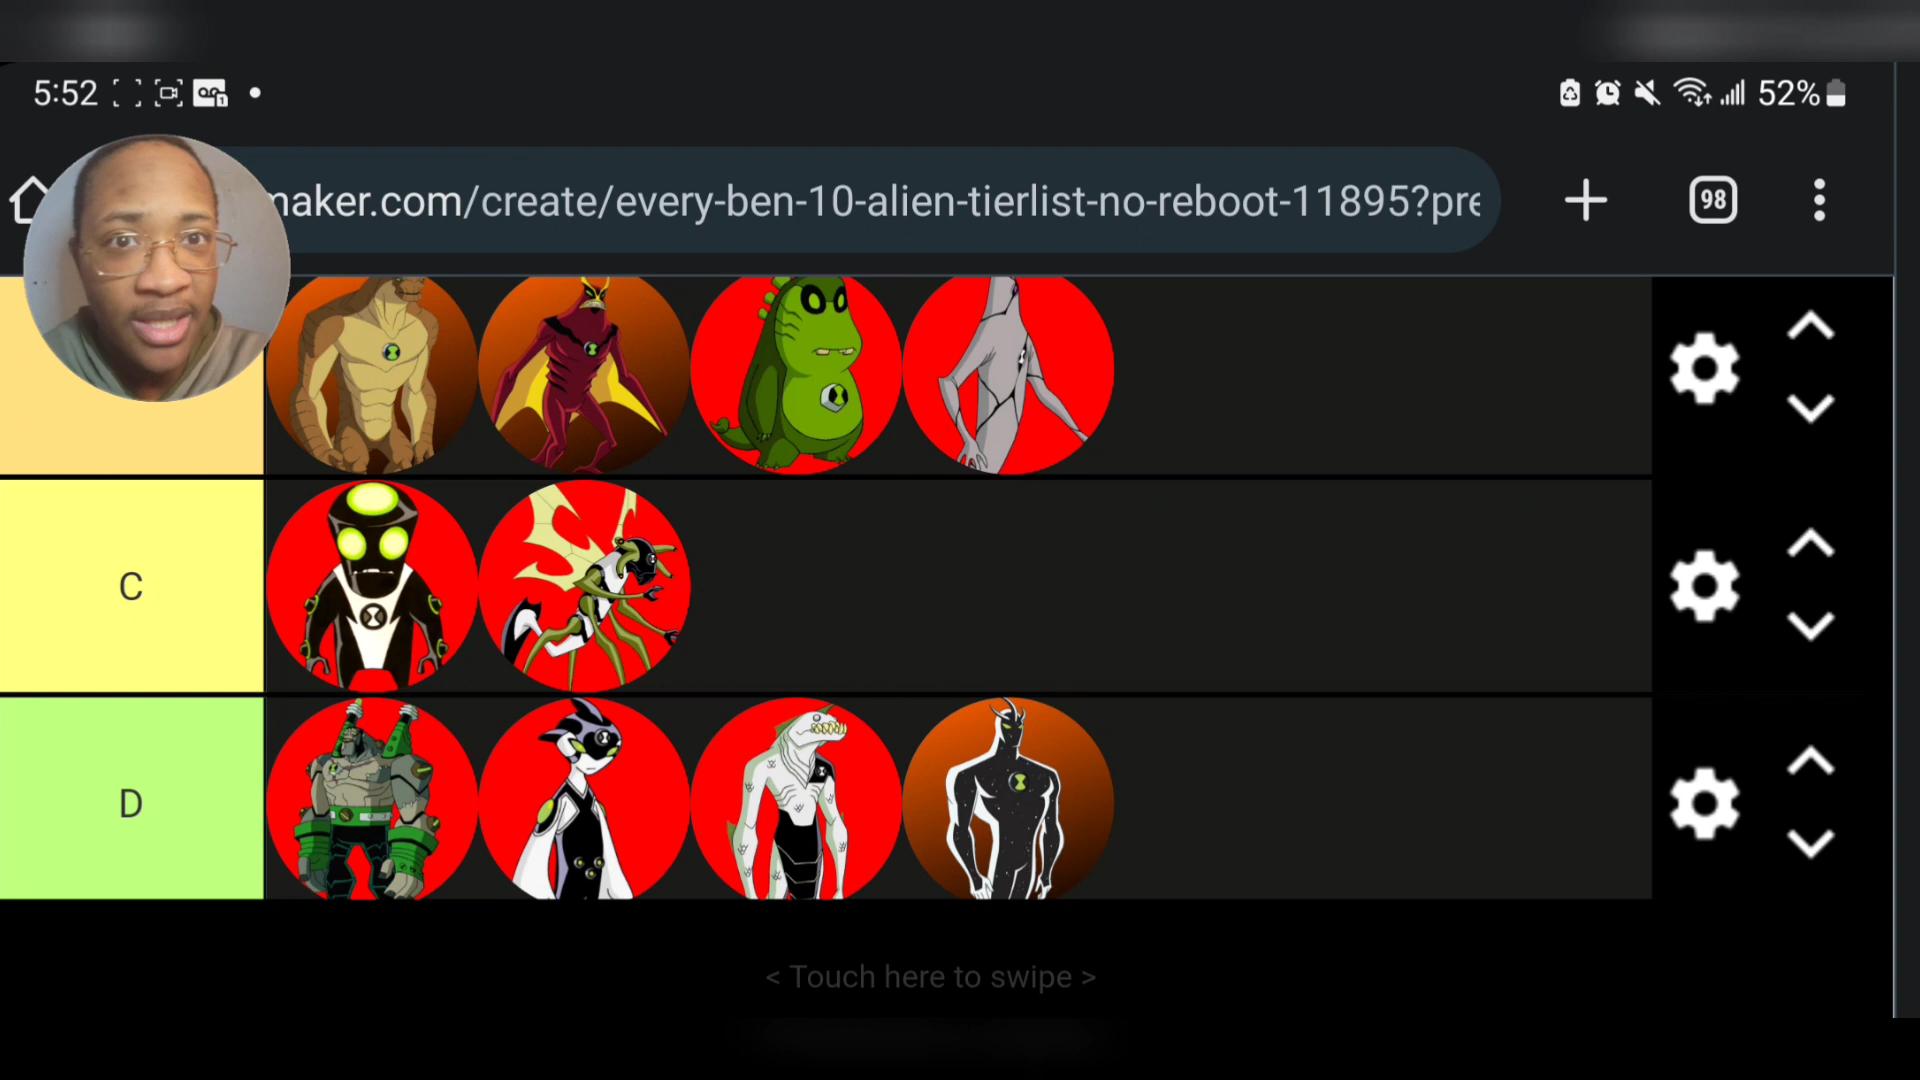 5:52
52%
maker.com/create/every-ben-10-alien-tierlist-no-reboot-11895?pre
98
C
D
< Touch here to swipe >